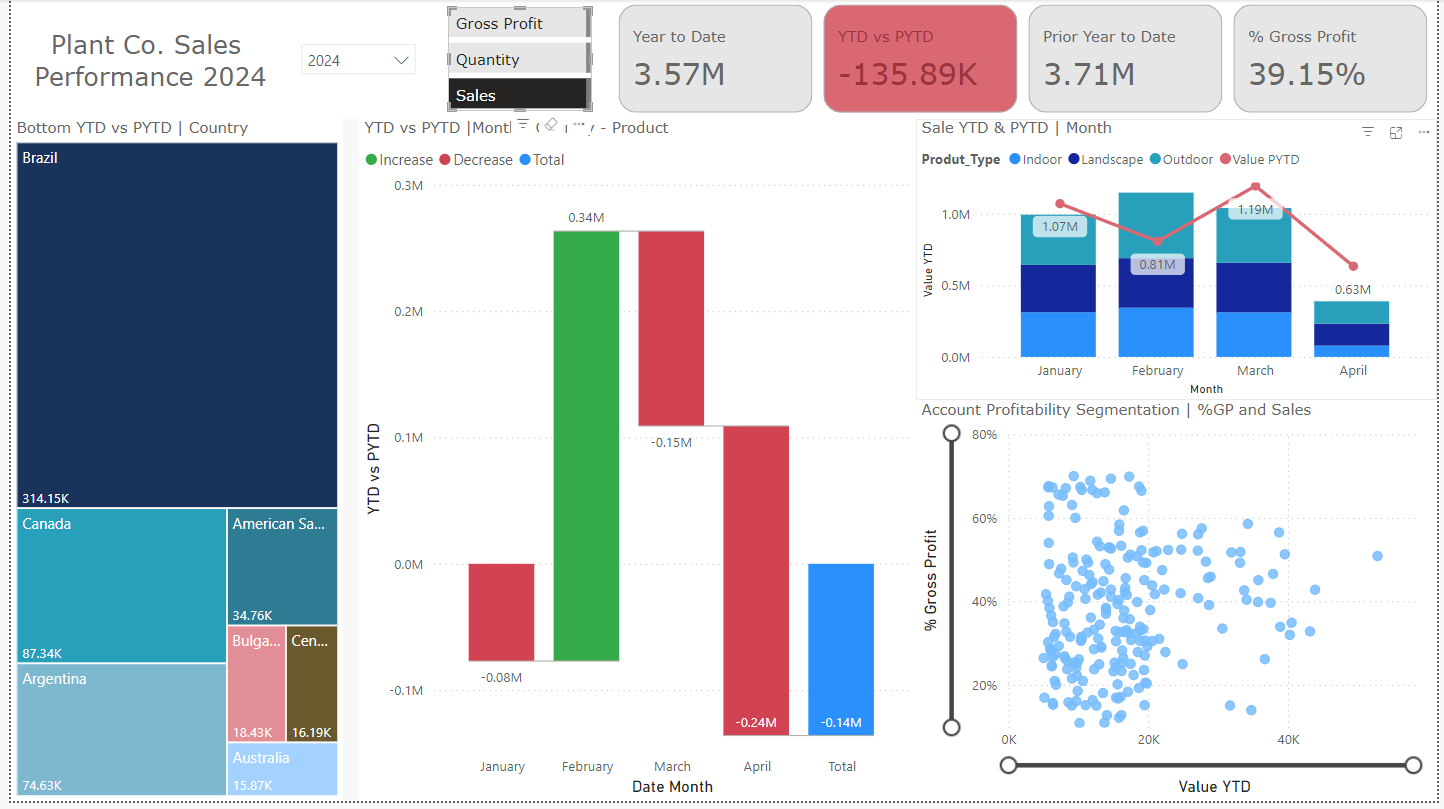 Plant Co. Sales
Performance 2024
2024
Gross Profit
Quantity
Sales
Year to Date
3.57M
YTD vs PYTD
-135.89K
Prior Year to Date
3.71M
% Gross Profit
39.15%
Bottom YTD vs PYTD | Country
Brazil
314.15K
Canada
87.34K
Argentina
74.63K
American Sa...
34.76K
Bulga...
18.43K
Cen...
16.19K
Australia
15.87K
YTD vs PYTD |Mont - Product
Increase Decrease Total
0.3M
0.2M
0.1M
0.0M
-0.1M
YTD vs PYTD
0.34M
-0.15M
-0.08M
-0.24M
-0.14M
January February March April Total
Date Month
Sale YTD & PYTD | Month
Produt_Type Indoor Landscape Outdoor Value PYTD
1.0M
0.5M
0.0M
Value YTD
1.07M
0.81M
1.19M
0.63M
January February March April
Month
Account Profitability Segmentation | %GP and Sales
80%
60%
40%
20%
% Gross Profit
0K 20K 40K
Value YTD